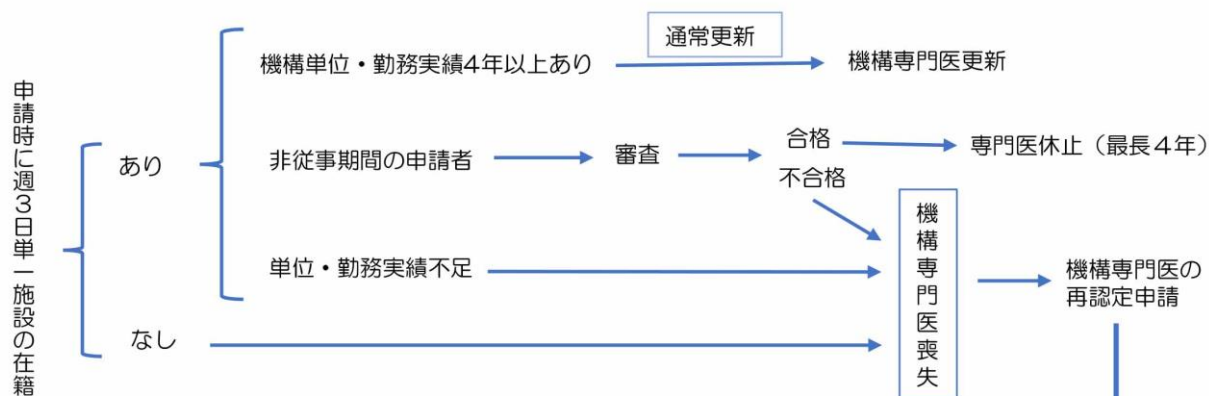 申請時に週3日単一施設の在籍
あり
なし
機構単位・勤務実績4年以上あり
通常更新
機構専門医更新
非従事期間の申請者
審査
合格
専門医休止（最長4年）
不合格
単位・勤務実績不足
機構専門医喪失
機構専門医の
再認定申請